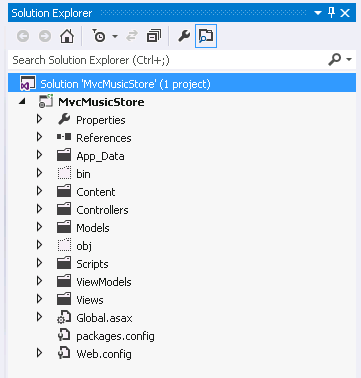 Solution Explorer
Search Solution Explorer (Ctrl+;)
Solution 'MvcMusicStore' (1 project)
MvcMusicStore
Properties
References
App_Data
bin
Content
Controllers
Models
obj
Scripts
ViewModels
Views
Global.asax
packages.config
Web.config